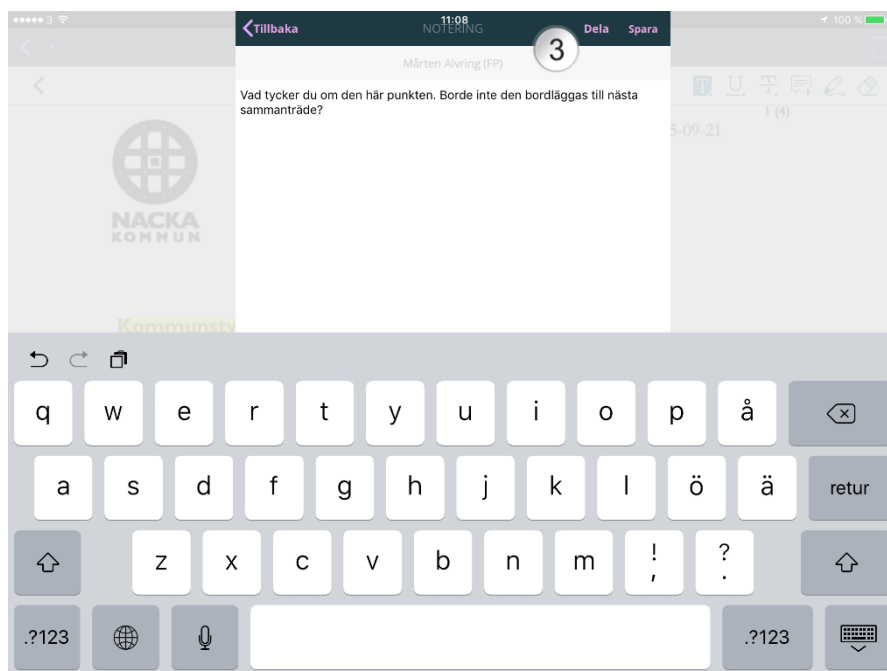 3 11:08 100 %
Tillbaka NOTERING 3 Dela Spara
Mårten Alvring (FP)
Vad tycker du om den här punkten. Borde inte den bordläggas till nästa
sammanträde?
1 (4)
5-09-21
NACKA
KOMMUN
Kommunsty
q w e r t y u i o p å
a s d f g h j k l ö ä retur
z x c v b n m ! , ? .
.?123 .?123